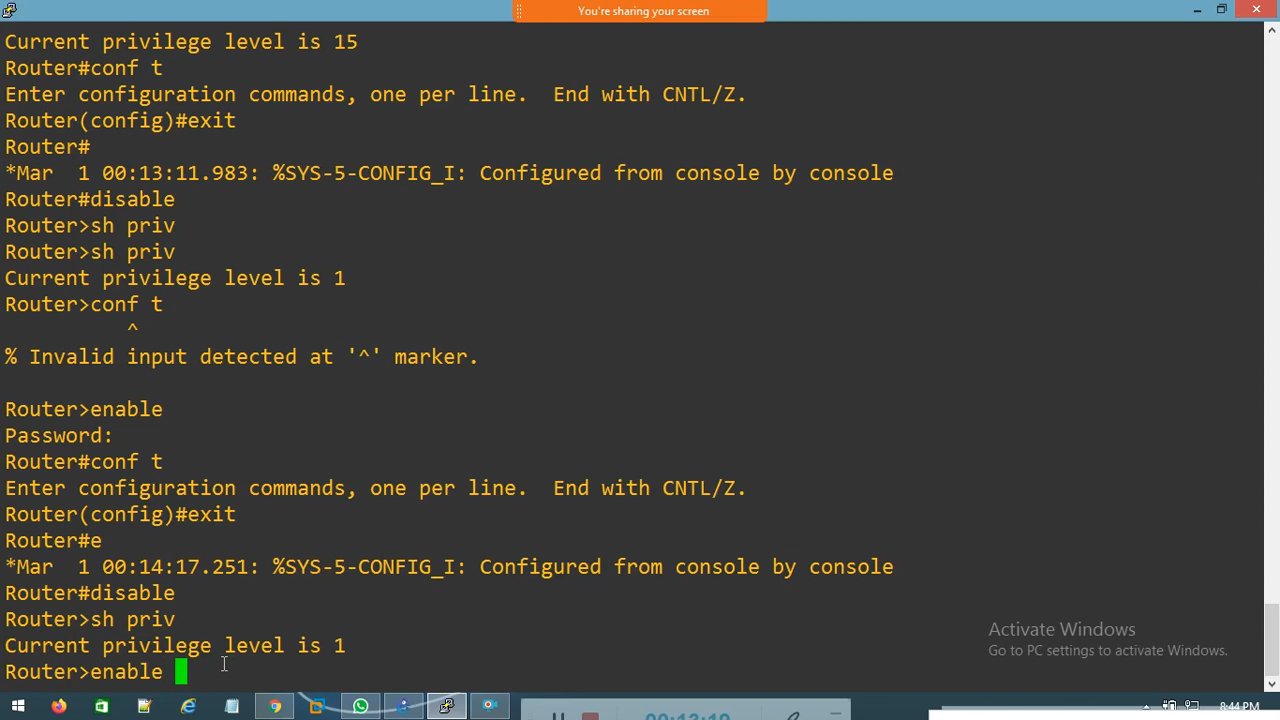 You're sharing your screen
Current privilege level is 15
Router#conf t
Enter configuration commands, one per line.  End with CNTL/Z.
Router(config)#exit
Router#
*Mar  1 00:13:11.983: %SYS-5-CONFIG_I: Configured from console by console
Router#disable
Router>sh priv
Router>sh priv
Current privilege level is 1
Router>conf t
^
% Invalid input detected at '^' marker.
Router>enable
Password:
Router#conf t
Enter configuration commands, one per line.  End with CNTL/Z.
Router(config)#exit
Router#e
*Mar  1 00:14:17.251: %SYS-5-CONFIG_I: Configured from console by console
Router#disable
Router>sh priv
Current privilege level is 1
Router>enable
Activate Windows
Go to PC settings to activate Windows.
8:44 PM